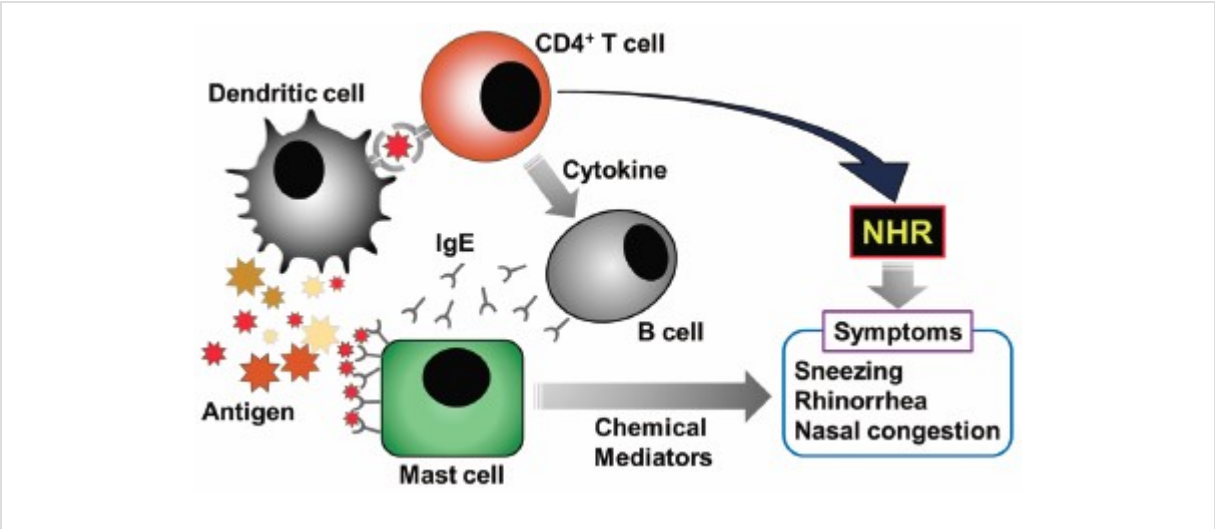 CD4⁺ T cell
Dendritic cell
Cytokine
IgE
NHR
B cell
Symptoms
Sneezing
Rhinorrhea
Nasal congestion
Antigen
Chemical
Mediators
Mast cell